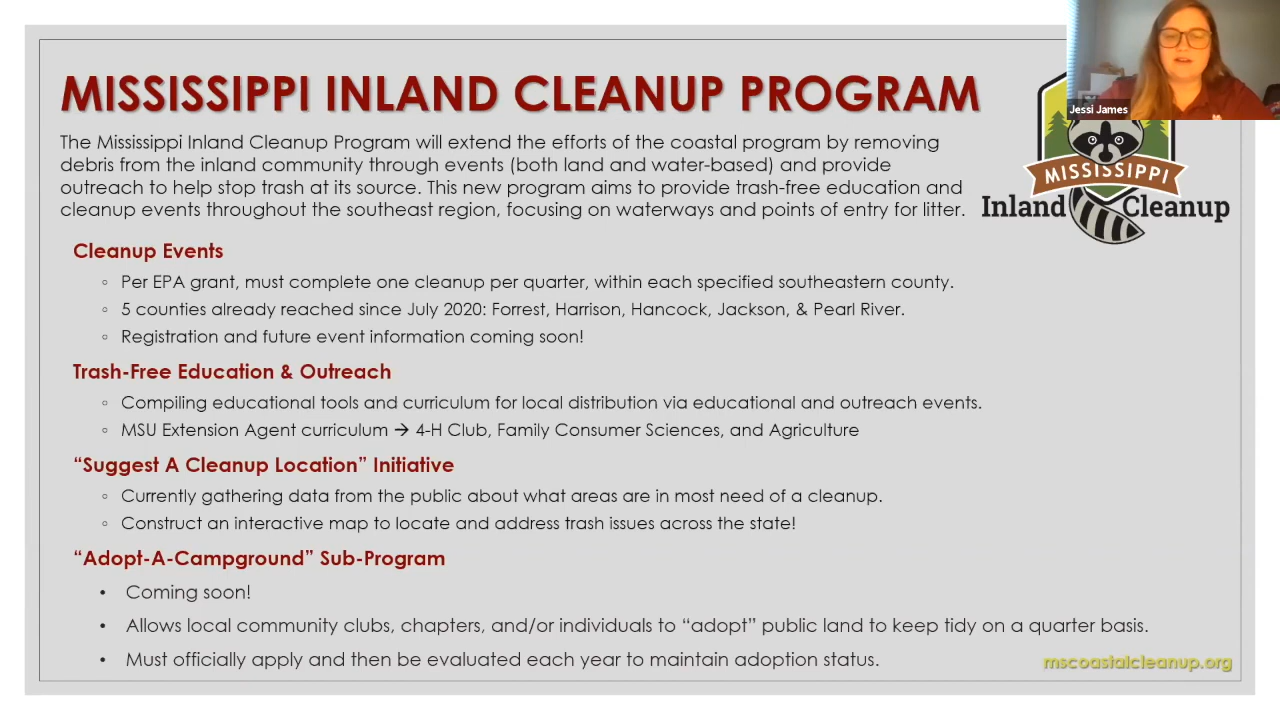 Jessi James
MISSISSIPPI INLAND CLEANUP PROGRAM
The Mississippi Inland Cleanup Program will extend the efforts of the coastal program by removing
debris from the inland community through events (both land and water-based) and provide
outreach to help stop trash at its source. This new program aims to provide trash-free education and
cleanup events throughout the southeast region, focusing on waterways and points of entry for litter.
MISSISSIPPI
Inland Cleanup
Cleanup Events
◦ Per EPA grant, must complete one cleanup per quarter, within each specified southeastern county.
◦ 5 counties already reached since July 2020: Forrest, Harrison, Hancock, Jackson, & Pearl River.
◦ Registration and future event information coming soon!
Trash-Free Education & Outreach
◦ Compiling educational tools and curriculum for local distribution via educational and outreach events.
◦ MSU Extension Agent curriculum → 4-H Club, Family Consumer Sciences, and Agriculture
“Suggest A Cleanup Location” Initiative
◦ Currently gathering data from the public about what areas are in most need of a cleanup.
◦ Construct an interactive map to locate and address trash issues across the state!
“Adopt-A-Campground” Sub-Program
• Coming soon!
• Allows local community clubs, chapters, and/or individuals to “adopt” public land to keep tidy on a quarter basis.
• Must officially apply and then be evaluated each year to maintain adoption status.
mscoastalcleanup.org